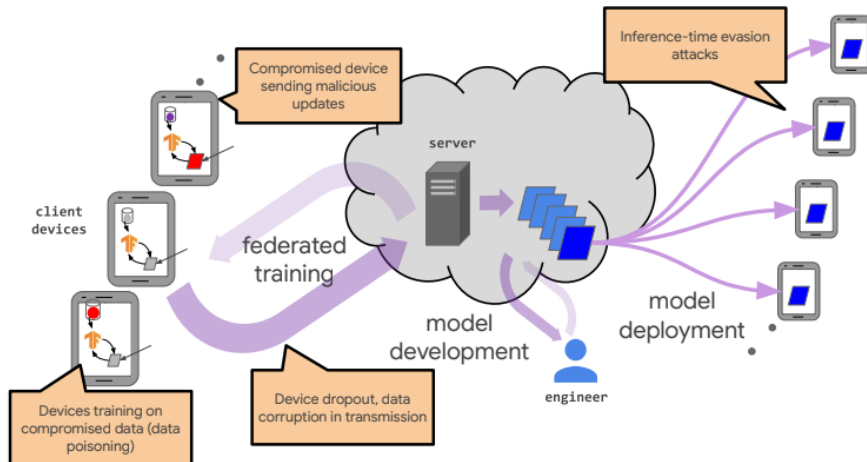 Compromised device
sending malicious
updates
Inference-time evasion
attacks
server
client
devices
federated
training
model
development
model
deployment
engineer
Devices training on
compromised data (data
poisoning)
Device dropout, data
corruption in transmission